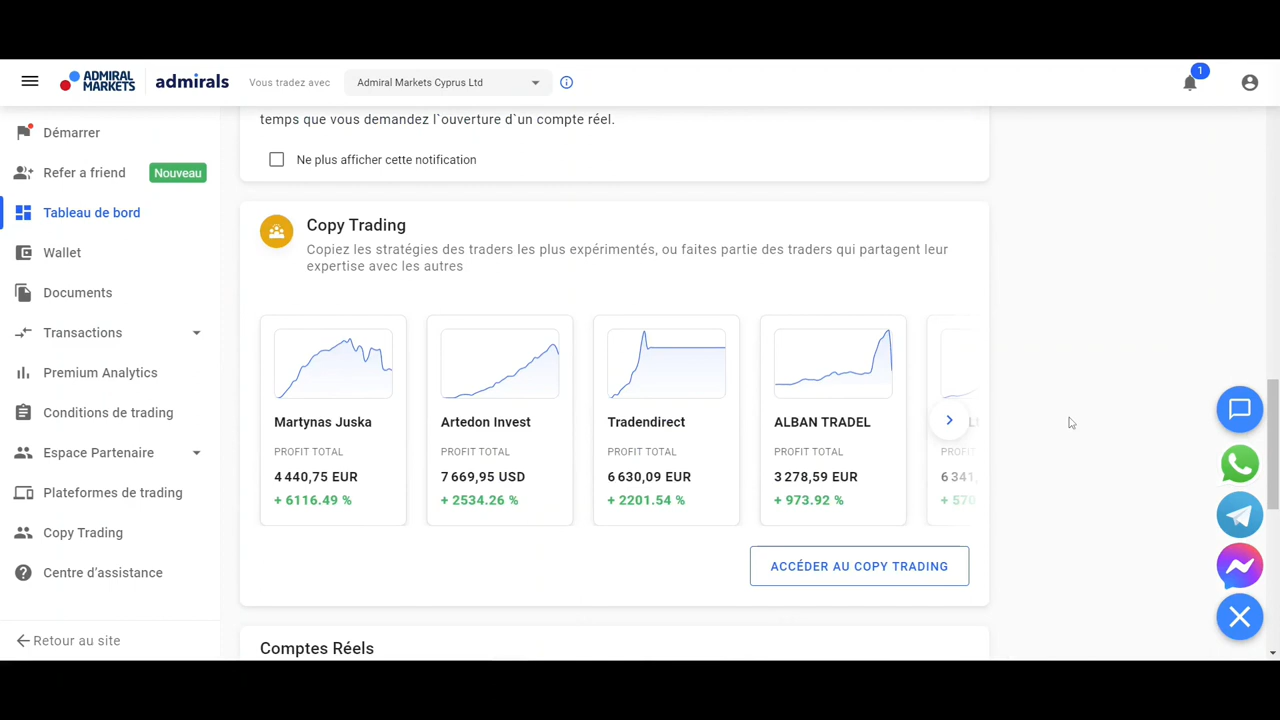 ADMIRAL
MARKETS
admirals
Vous tradez avec
Admiral Markets Cyprus Ltd
1
Démarrer
Refer a friend
Nouveau
Tableau de bord
Wallet
Documents
Transactions
Premium Analytics
Conditions de trading
Espace Partenaire
Plateformes de trading
Copy Trading
Centre d’assistance
Retour au site
temps que vous demandez l`ouverture d`un compte réel.
Ne plus afficher cette notification
Copy Trading
Copiez les stratégies des traders les plus expérimentés, ou faites partie des traders qui partagent leur
expertise avec les autres
Martynas Juska
PROFIT TOTAL
4 440,75 EUR
+ 6116.49 %
Artedon Invest
PROFIT TOTAL
7 669,95 USD
+ 2534.26 %
Tradendirect
PROFIT TOTAL
6 630,09 EUR
+ 2201.54 %
ALBAN TRADEL
PROFIT TOTAL
3 278,59 EUR
+ 973.92 %
PROFI
6 341,
+ 570
ACCÉDER AU COPY TRADING
Comptes Réels